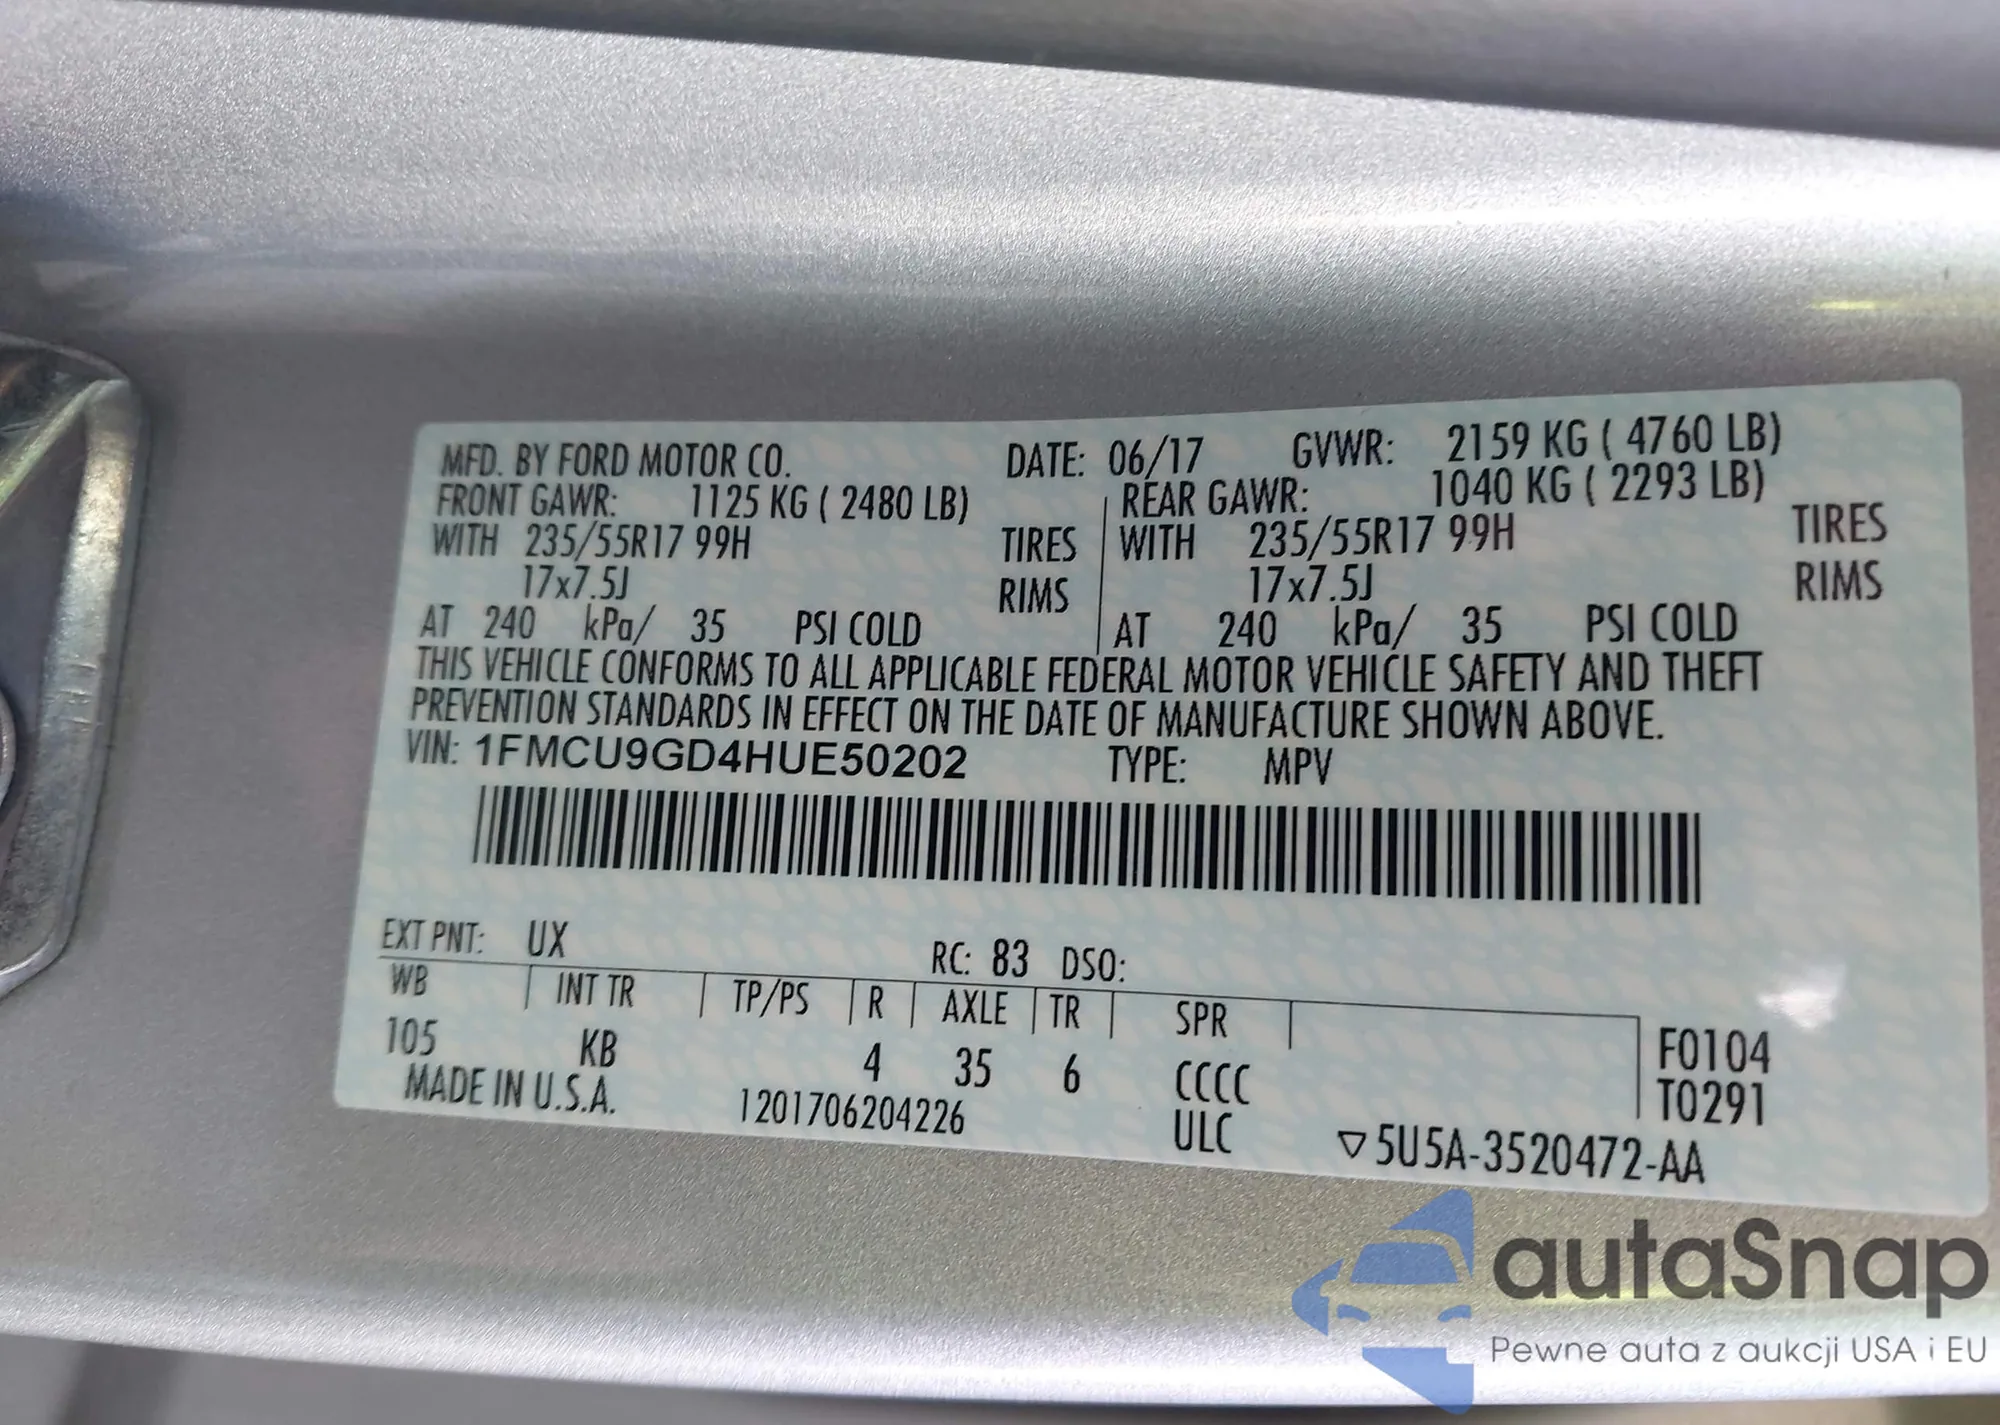 MFD. BY FORD MOTOR CO. DATE: 06/17 GVWR: 2159 KG ( 4760 LB)
FRONT GAWR: 1125 KG ( 2480 LB) REAR GAWR: 1040 KG ( 2293 LB)
WITH 235/55R17 99H TIRES WITH 235/55R17 99H TIRES
17x7.5J RIMS 17x7.5J RIMS
AT 240 kPa/ 35 PSI COLD AT 240 kPa/ 35 PSI COLD
THIS VEHICLE CONFORMS TO ALL APPLICABLE FEDERAL MOTOR VEHICLE SAFETY AND THEFT
PREVENTION STANDARDS IN EFFECT ON THE DATE OF MANUFACTURE SHOWN ABOVE.
VIN: 1FMCU9GD4HUE50202 TYPE: MPV
EXT PNT: UX RC: 83 DSO:
WB INT TR TP/PS R AXLE TR SPR
105 KB 4 35 6 CCCC F0104
MADE IN U.S.A. 1201706204226 ULC T0291
▽5U5A-3520472-AA
autaSnap
Pewne auta z aukcji USA i EU